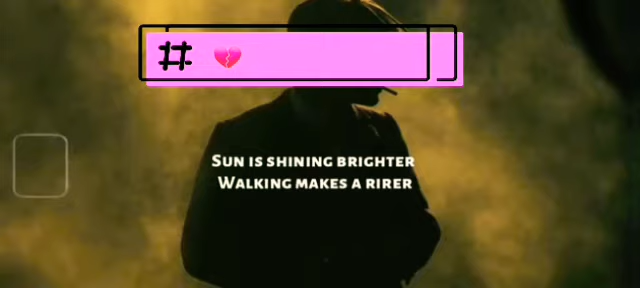 # 💔
Sun is shining brighter
Walking makes a rirer